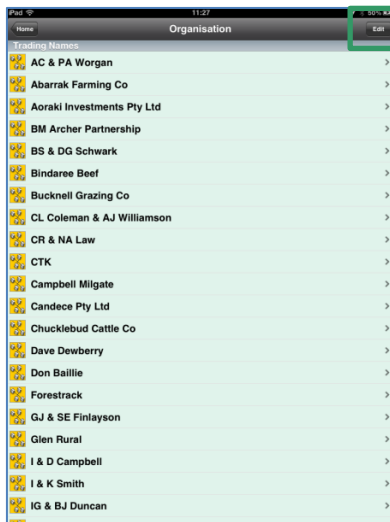 iPad 11:27 50%
Home Organisation Edit
Trading Names
AC & PA Worgan
Abarrak Farming Co
Aoraki Investments Pty Ltd
BM Archer Partnership
BS & DG Schwark
Bindaree Beef
Bucknell Grazing Co
CL Coleman & AJ Williamson
CR & NA Law
CTK
Campbell Milgate
Candece Pty Ltd
Chucklebud Cattle Co
Dave Dewberry
Don Baillie
Forestrack
GJ & SE Finlayson
Glen Rural
I & D Campbell
I & K Smith
IG & BJ Duncan